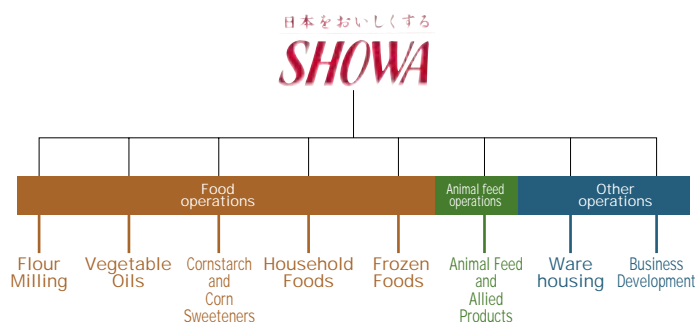 日本をおいしくする
SHOWA
Food
operations
Animal feed
operations
Other
operations
Flour
Milling
Vegetable
Oils
Cornstarch
and
Corn
Sweeteners
Household
Foods
Frozen
Foods
Animal Feed
and
Allied
Products
Ware
housing
Business
Development